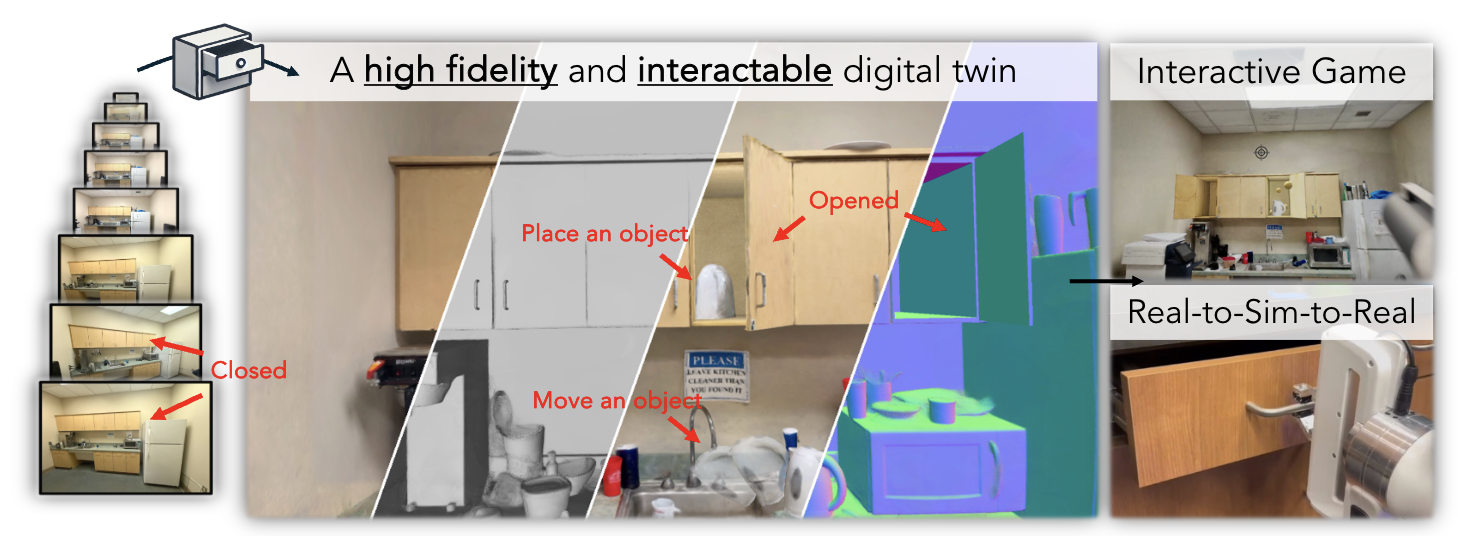 A high fidelity and interactable digital twin
Interactive Game
Opened
Place an object
Real-to-Sim-to-Real
PLEASE
LEAVE KITCHEN
CLEANER THAN
YOU FOUND IT
Closed
Move an object